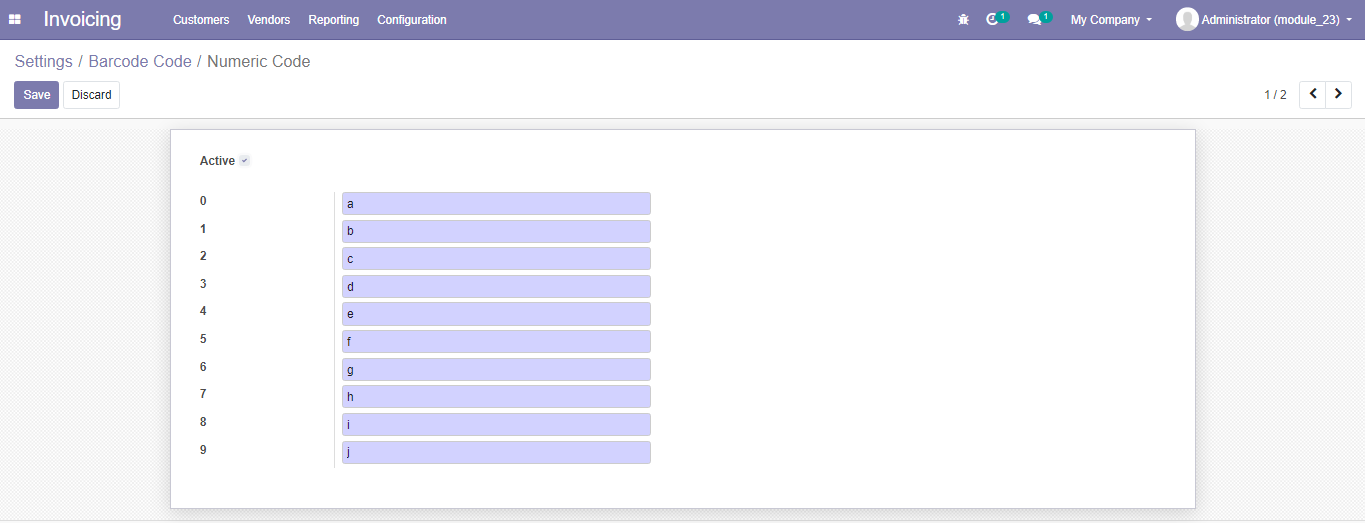 Invoicing Customers Vendors Reporting Configuration 1 1 My Company Administrator (module_23)
Settings / Barcode Code / Numeric Code
Save Discard 1 / 2
Active
0 a
1 b
2 c
3 d
4 e
5 f
6 g
7 h
8 i
9 j